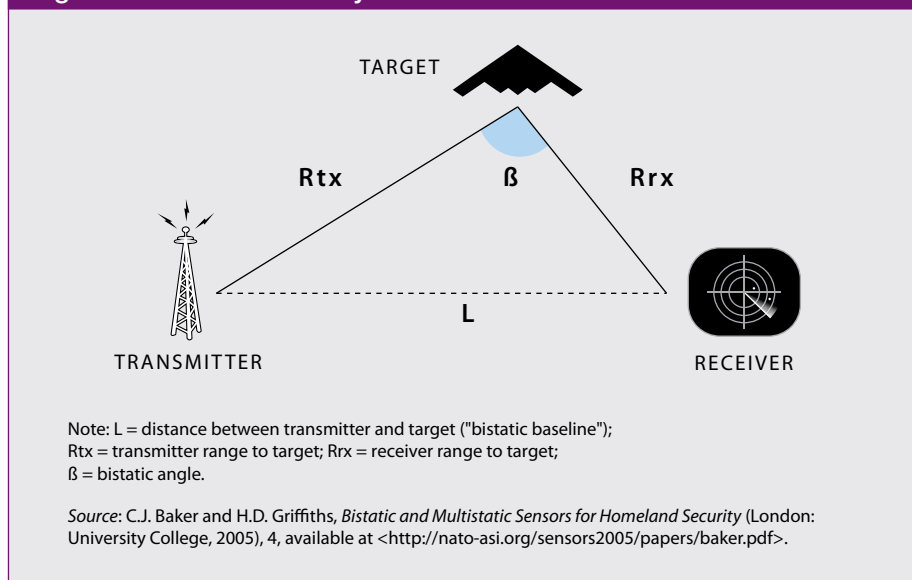 TARGET
Rtx
ß
Rrx
L
TRANSMITTER
RECEIVER
Note: L = distance between transmitter and target ("bistatic baseline");
Rtx = transmitter range to target; Rrx = receiver range to target;
ß = bistatic angle.
Source: C.J. Baker and H.D. Griffiths, Bistatic and Multistatic Sensors for Homeland Security (London:
University College, 2005), 4, available at <http://nato-asi.org/sensors2005/papers/baker.pdf>.